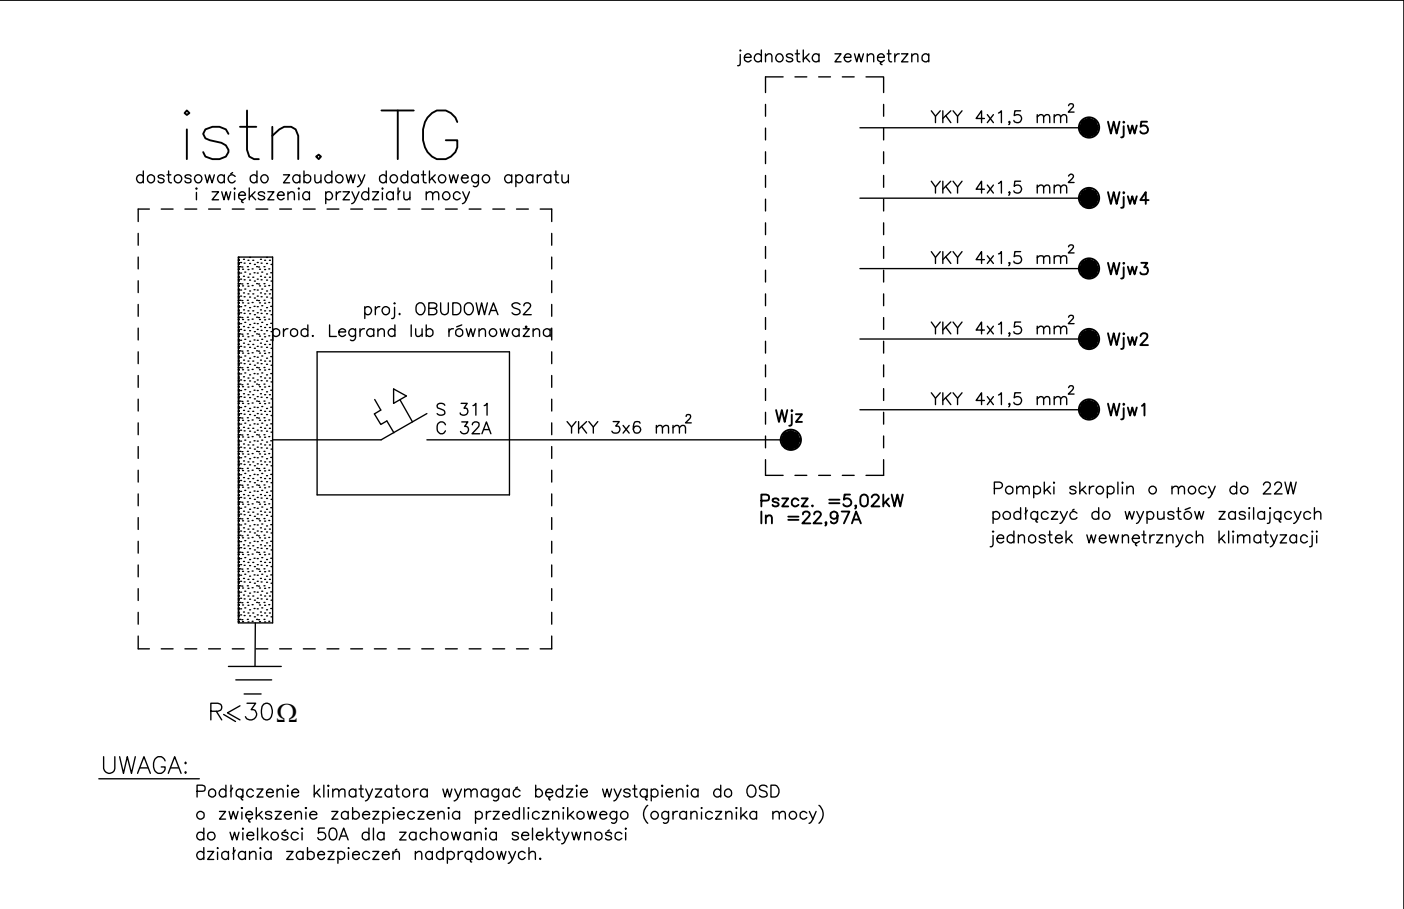 jednostka zewnętrzna
istn. TG
dostosować do zabudowy dodatkowego aparatu
i zwiększenia przydziału mocy
YKY 4x1,5 mm²
Wjw5
YKY 4x1,5 mm²
Wjw4
YKY 4x1,5 mm²
Wjw3
YKY 4x1,5 mm²
Wjw2
YKY 4x1,5 mm²
Wjw1
proj. OBUDOWA S2
prod. Legrand lub równoważna
S 311
C 32A
YKY 3x6 mm²
Wjz
Pszcz. =5,02kW
In =22,97A
Pompki skroplin o mocy do 22W
podłączyć do wypustów zasilających
jednostek wewnętrznych klimatyzacji
R⩽30Ω
UWAGA:
Podłączenie klimatyzatora wymagać będzie wystąpienia do OSD
o zwiększenie zabezpieczenia przedlicznikowego (ogranicznika mocy)
do wielkości 50A dla zachowania selektywności
działania zabezpieczeń nadprądowych.